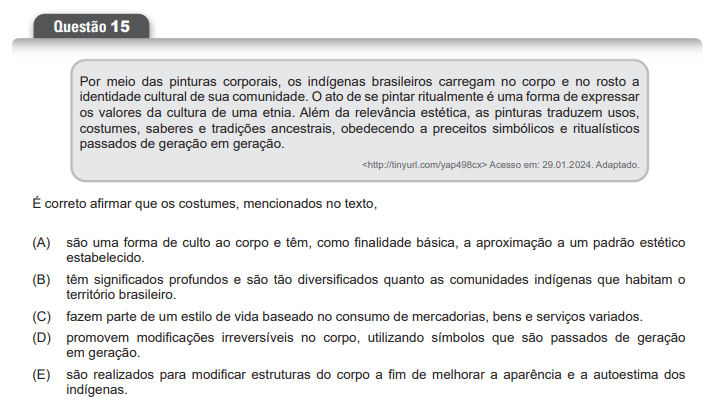 Questão 15
Por meio das pinturas corporais, os indígenas brasileiros carregam no corpo e no rosto a
identidade cultural de sua comunidade. O ato de se pintar ritualmente é uma forma de expressar
os valores da cultura de uma etnia. Além da relevância estética, as pinturas traduzem usos,
costumes, saberes e tradições ancestrais, obedecendo a preceitos simbólicos e ritualísticos
passados de geração em geração.
<http://tinyurl.com/yap498cx> Acesso em: 29.01.2024. Adaptado.
É correto afirmar que os costumes, mencionados no texto,
(A) são uma forma de culto ao corpo e têm, como finalidade básica, a aproximação a um padrão estético
estabelecido.
(B) têm significados profundos e são tão diversificados quanto as comunidades indígenas que habitam o
território brasileiro.
(C) fazem parte de um estilo de vida baseado no consumo de mercadorias, bens e serviços variados.
(D) promovem modificações irreversíveis no corpo, utilizando símbolos que são passados de geração
em geração.
(E) são realizados para modificar estruturas do corpo a fim de melhorar a aparência e a autoestima dos
indígenas.